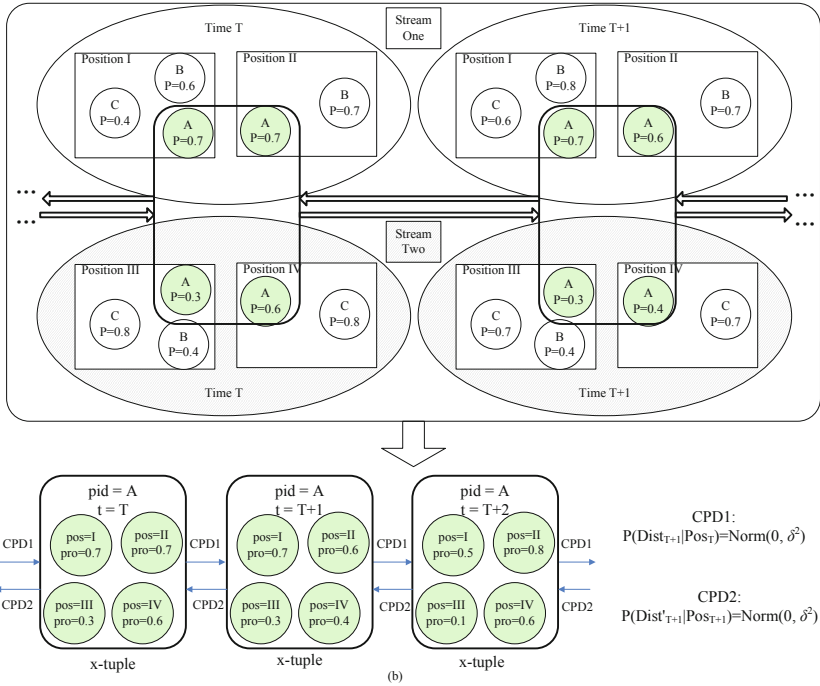 Time T
Stream
One
Time T+1
Position I
B
P=0.6
Position II
C
P=0.4
A
P=0.7
A
P=0.7
B
P=0.7
Position I
B
P=0.8
Position II
C
P=0.6
A
P=0.7
A
P=0.6
B
P=0.7
...
...
...
...
Stream
Two
Position III
A
P=0.3
Position IV
C
P=0.8
B
P=0.4
A
P=0.6
C
P=0.8
Position III
A
P=0.3
Position IV
C
P=0.7
B
P=0.4
A
P=0.4
C
P=0.7
Time T
Time T+1
pid = A
t = T
pos=I
pro=0.7
pos=II
pro=0.7
pos=III
pro=0.3
pos=IV
pro=0.6
x-tuple
pid = A
t = T+1
pos=I
pro=0.7
pos=II
pro=0.6
pos=III
pro=0.3
pos=IV
pro=0.4
x-tuple
pid = A
t = T+2
pos=I
pro=0.5
pos=II
pro=0.8
pos=III
pro=0.1
pos=IV
pro=0.6
x-tuple
CPD1
CPD2
CPD1
CPD2
CPD1
CPD2
CPD1
CPD2
CPD1:
P(Dist_{T+1}|Pos_T)=Norm(0, δ²)
CPD2:
P(Dist'_{T+1}|Pos_{T+1})=Norm(0, δ²)
(b)